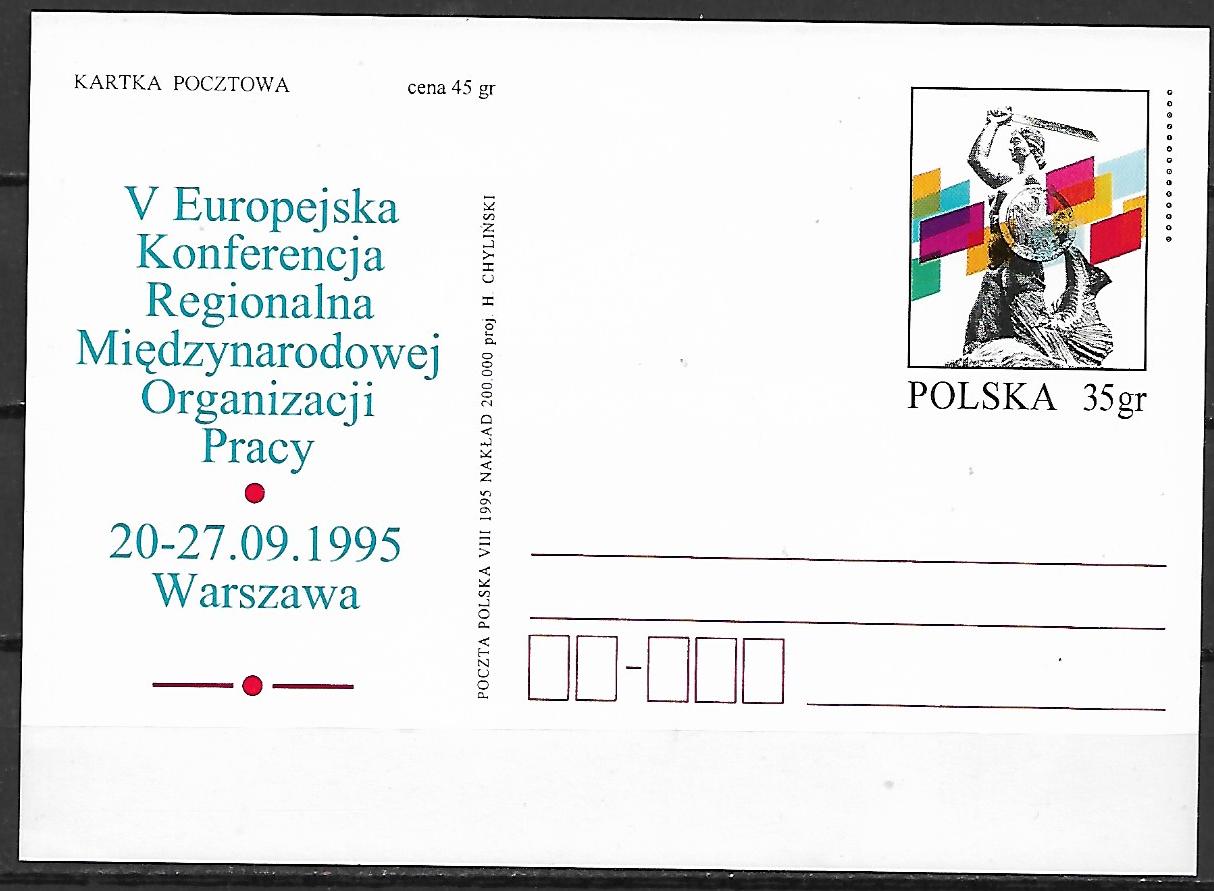 KARTKA POCZTOWA
cena 45 gr
V Europejska
Konferencja
Regionalna
Międzynarodowej
Organizacji
Pracy
20-27.09.1995
Warszawa
POCZTA POLSKA VIII 1995 NAKŁAD 200.000 proj. H. CHYLIŃSKI
POLSKA 35gr